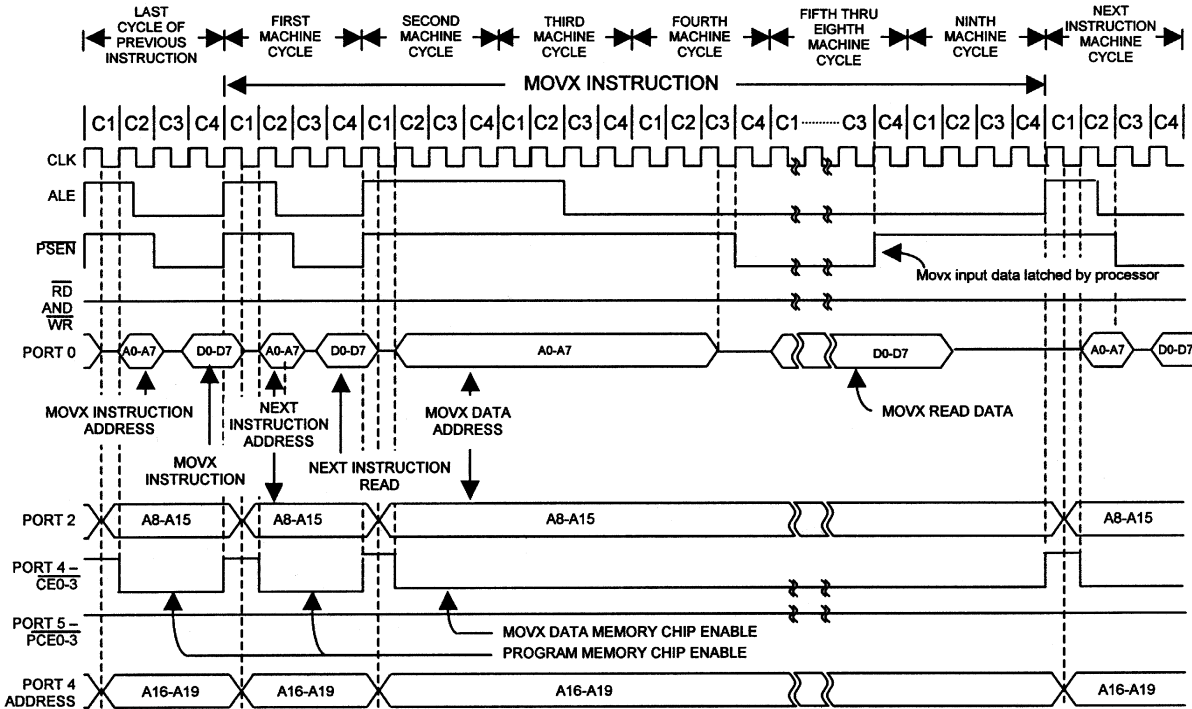 LAST
CYCLE OF
PREVIOUS
INSTRUCTION
FIRST
MACHINE
CYCLE
SECOND
MACHINE
CYCLE
THIRD
MACHINE
CYCLE
FOURTH
MACHINE
CYCLE
FIFTH THRU
EIGHTH
MACHINE
CYCLE
NINTH
MACHINE
CYCLE
NEXT
INSTRUCTION
MACHINE
CYCLE
MOVX INSTRUCTION
C1 C2 C3 C4 C1 C2 C3 C4 C1 C2 C3 C4 C1 C2 C3 C4 C1 C2 C3 C4 C1 ········ C3 C4 C1 C2 C3 C4 C1 C2 C3 C4
CLK
ALE
PSEN
Movx input data latched by processor
RD
AND
WR
PORT 0
A0-A7 D0-D7 A0-A7 D0-D7 A0-A7 D0-D7 A0-A7 D0-D7
MOVX INSTRUCTION
ADDRESS
NEXT
INSTRUCTION
ADDRESS
MOVX DATA
ADDRESS
MOVX READ DATA
MOVX
INSTRUCTION
NEXT INSTRUCTION
READ
PORT 2
A8-A15 A8-A15 A8-A15 A8-A15
PORT 4 –
CE0-3
PORT 5 –
PCE0-3
MOVX DATA MEMORY CHIP ENABLE
PROGRAM MEMORY CHIP ENABLE
PORT 4
ADDRESS
A16-A19 A16-A19 A16-A19 A16-A19